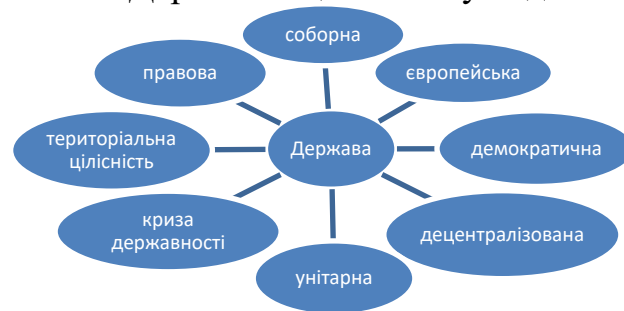 соборна
правова
європейська
територіальна
цілісність
Держава
демократична
криза
державності
децентралізована
унітарна